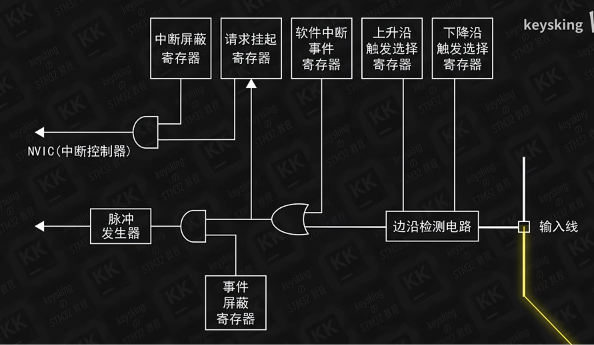 keysking
中断屏蔽
寄存器
请求挂起
寄存器
软件中断
事件
寄存器
上升沿
触发选择
寄存器
下降沿
触发选择
寄存器
NVIC(中断控制器)
脉冲
发生器
边沿检测电路
输入线
事件
屏蔽
寄存器